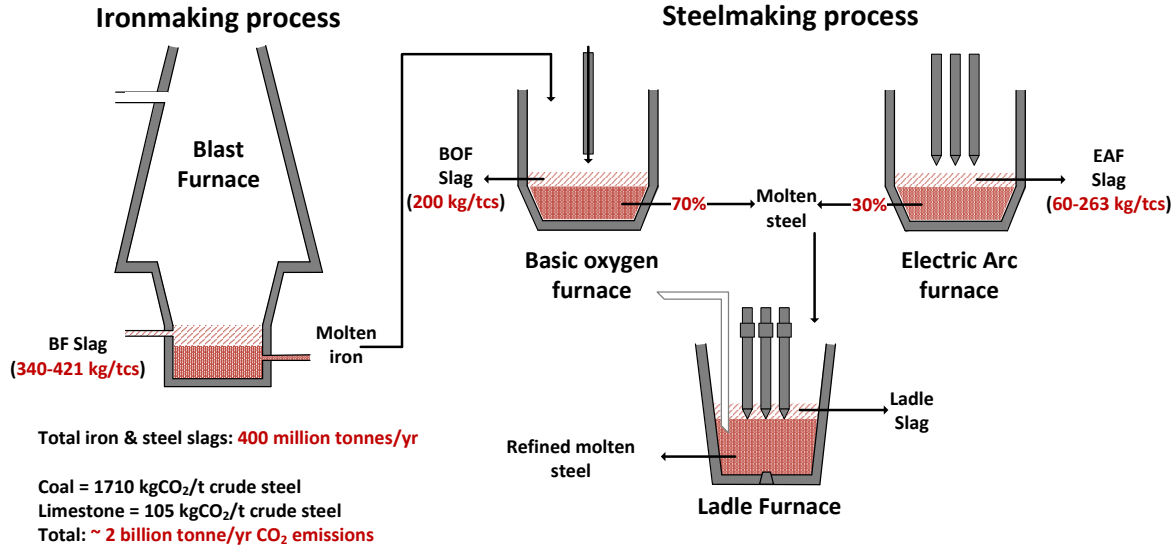 Ironmaking process
Steelmaking process
Blast
Furnace
BF Slag
(340-421 kg/tcs)
Molten
iron
BOF
Slag
(200 kg/tcs)
70%
Molten
steel
30%
EAF
Slag
(60-263 kg/tcs)
Basic oxygen
furnace
Electric Arc
furnace
Ladle
Slag
Refined molten
steel
Ladle Furnace
Total iron & steel slags: 400 million tonnes/yr
Coal = 1710 kgCO₂/t crude steel
Limestone = 105 kgCO₂/t crude steel
Total: ~ 2 billion tonne/yr CO₂ emissions